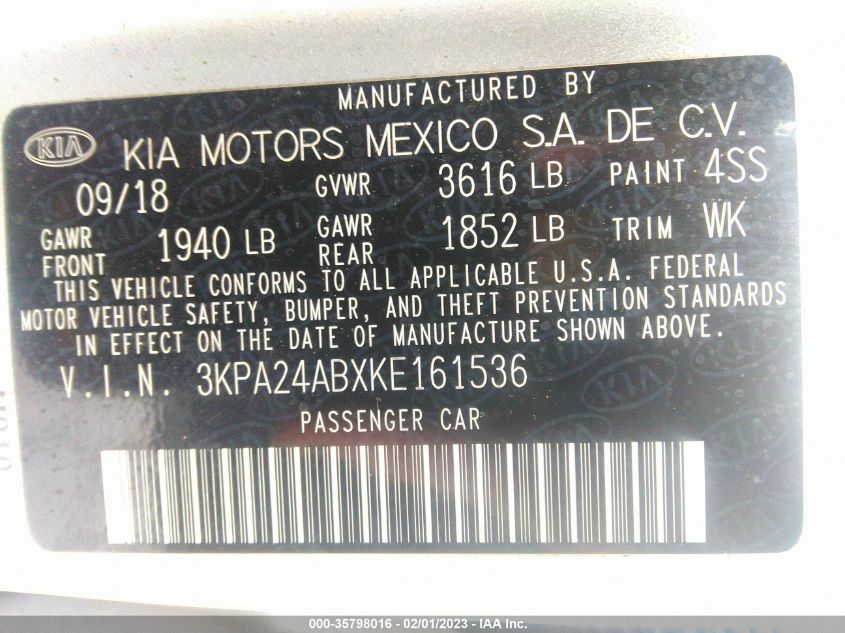 MANUFACTURED BY
KIA KIA MOTORS MEXICO S.A. DE C.V.
09/18 GVWR 3616 LB PAINT 4SS
GAWR FRONT 1940 LB GAWR REAR 1852 LB TRIM WK
THIS VEHICLE CONFORMS TO ALL APPLICABLE U.S.A. FEDERAL
MOTOR VEHICLE SAFETY, BUMPER, AND THEFT PREVENTION STANDARDS
IN EFFECT ON THE DATE OF MANUFACTURE SHOWN ABOVE.
V.I.N. 3KPA24ABXKE161536
PASSENGER CAR
000-35798016 - 02/01/2023 - IAA Inc.